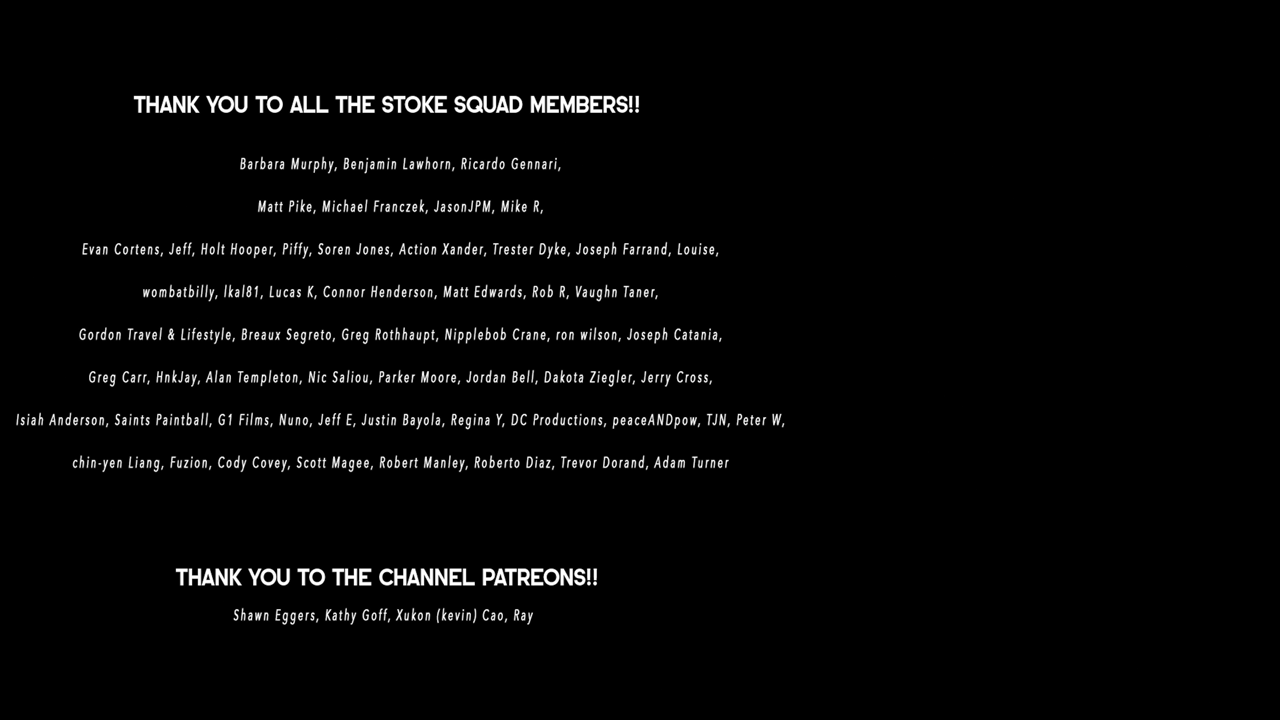 THANK YOU TO ALL THE STOKE SQUAD MEMBERS!!
Barbara Murphy, Benjamin Lawhorn, Ricardo Gennari,
Matt Pike, Michael Franczek, JasonJPM, Mike R,
Evan Cortens, Jeff, Holt Hooper, Piffy, Soren Jones, Action Xander, Trester Dyke, Joseph Farrand, Louise,
wombatbilly, lkal81, Lucas K, Connor Henderson, Matt Edwards, Rob R, Vaughn Taner,
Gordon Travel & Lifestyle, Breaux Segreto, Greg Rothhaupt, Nipplebob Crane, ron wilson, Joseph Catania,
Greg Carr, HnkJay, Alan Templeton, Nic Saliou, Parker Moore, Jordan Bell, Dakota Ziegler, Jerry Cross,
Isiah Anderson, Saints Paintball, G1 Films, Nuno, Jeff E, Justin Bayola, Regina Y, DC Productions, peaceANDpow, TJN, Peter W,
chin-yen Liang, Fuzion, Cody Covey, Scott Magee, Robert Manley, Roberto Diaz, Trevor Dorand, Adam Turner
THANK YOU TO THE CHANNEL PATREONS!!
Shawn Eggers, Kathy Goff, Xukon (kevin) Cao, Ray